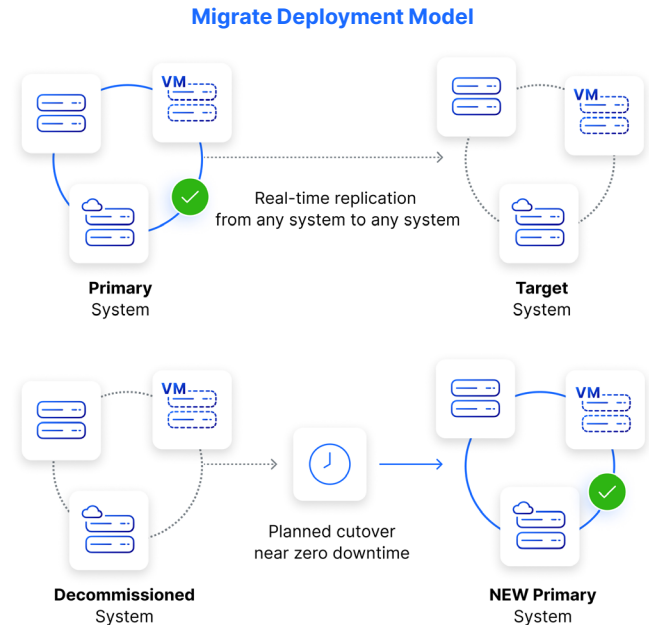 Migrate Deployment Model
VM
VM
Real-time replication
from any system to any system
Primary
System
Target
System
VM
VM
Planned cutover
near zero downtime
Decommissioned
System
NEW Primary
System